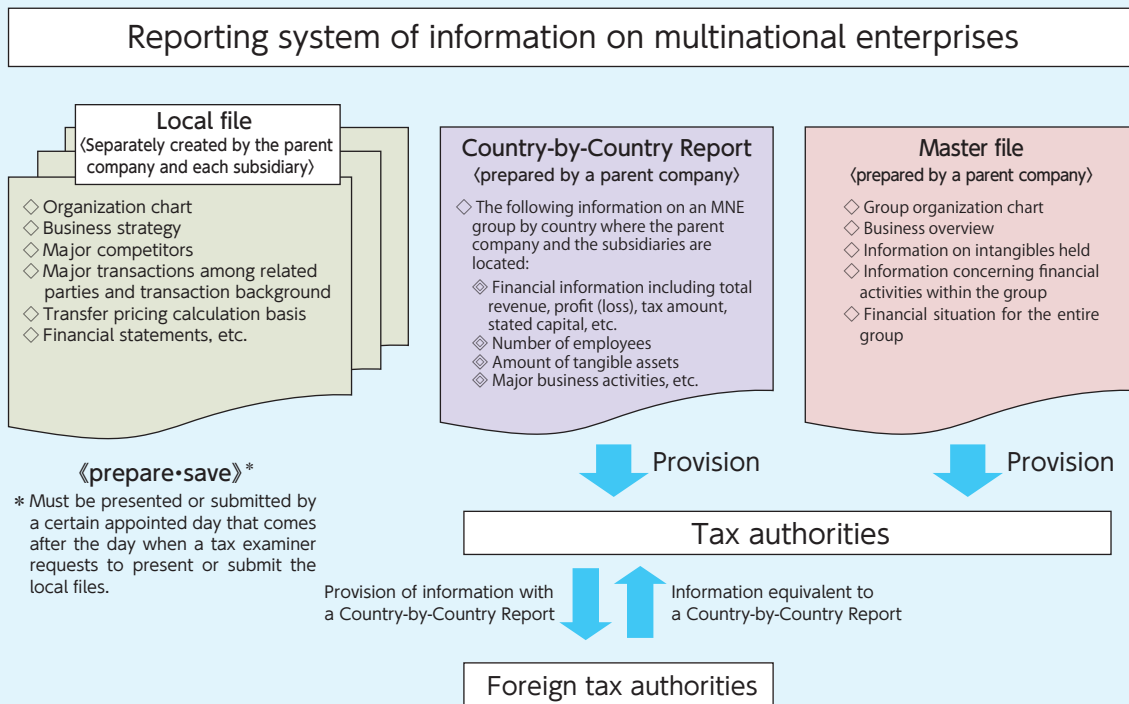 Reporting system of information on multinational enterprises
Local file
〈Separately created by the parent
company and each subsidiary〉
◇ Organization chart
◇ Business strategy
◇ Major competitors
◇ Major transactions among related
parties and transaction background
◇ Transfer pricing calculation basis
◇ Financial statements, etc.
《prepare•save》*
* Must be presented or submitted by
a certain appointed day that comes
after the day when a tax examiner
requests to present or submit the
local files.
Country-by-Country Report
〈prepared by a parent company〉
◇ The following information on an MNE
group by country where the parent
company and the subsidiaries are
located:
◈ Financial information including total
revenue, profit (loss), tax amount,
stated capital, etc.
◈ Number of employees
◈ Amount of tangible assets
◈ Major business activities, etc.
Master file
〈prepared by a parent company〉
◇ Group organization chart
◇ Business overview
◇ Information on intangibles held
◇ Information concerning financial
activities within the group
◇ Financial situation for the entire
group
Provision
Provision
Tax authorities
Provision of information with
a Country-by-Country Report
Information equivalent to
a Country-by-Country Report
Foreign tax authorities